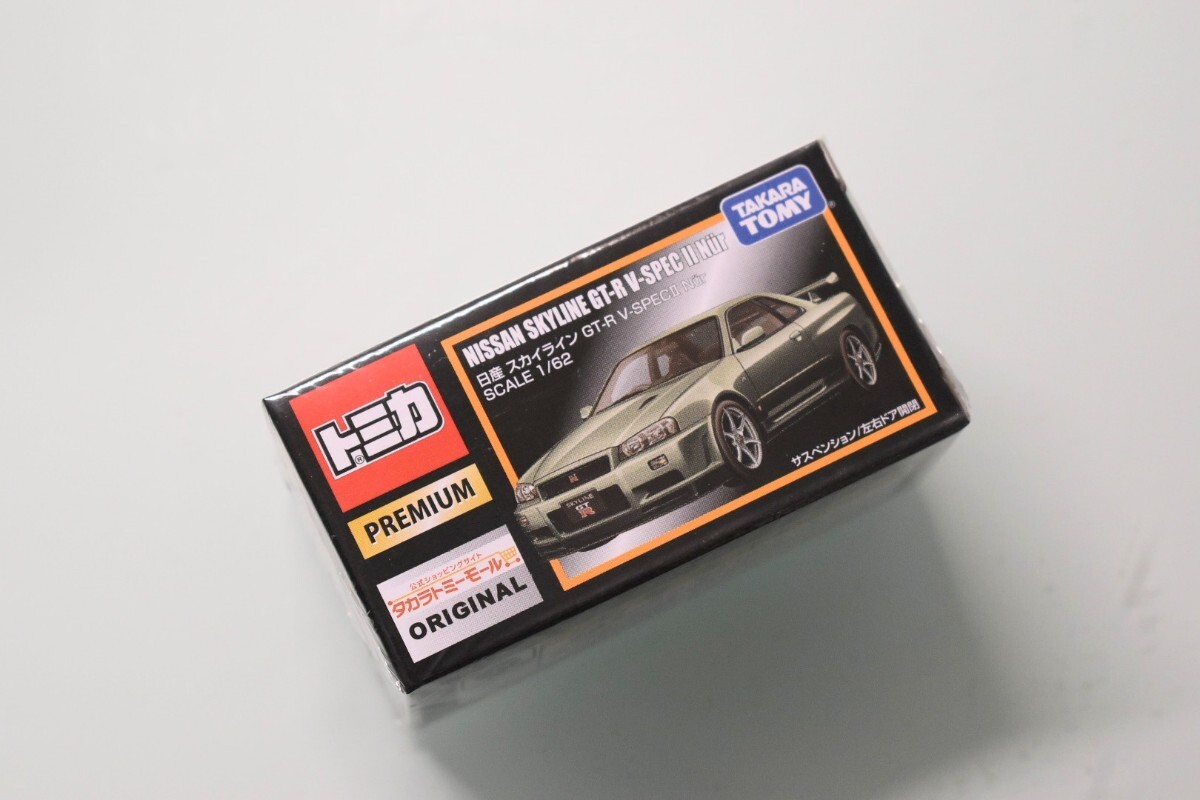 TAKARA
TOMY
NISSAN SKYLINE GT-R V-SPEC II Nür
日産 スカイライン GT-R V-SPECⅡ Nür
SCALE 1/62
トミカ
®
PREMIUM
公式ショッピングサイト
タカラトミーモール
ORIGINAL
SKYLINE
GT
R
サスペンション/左右ドア開閉